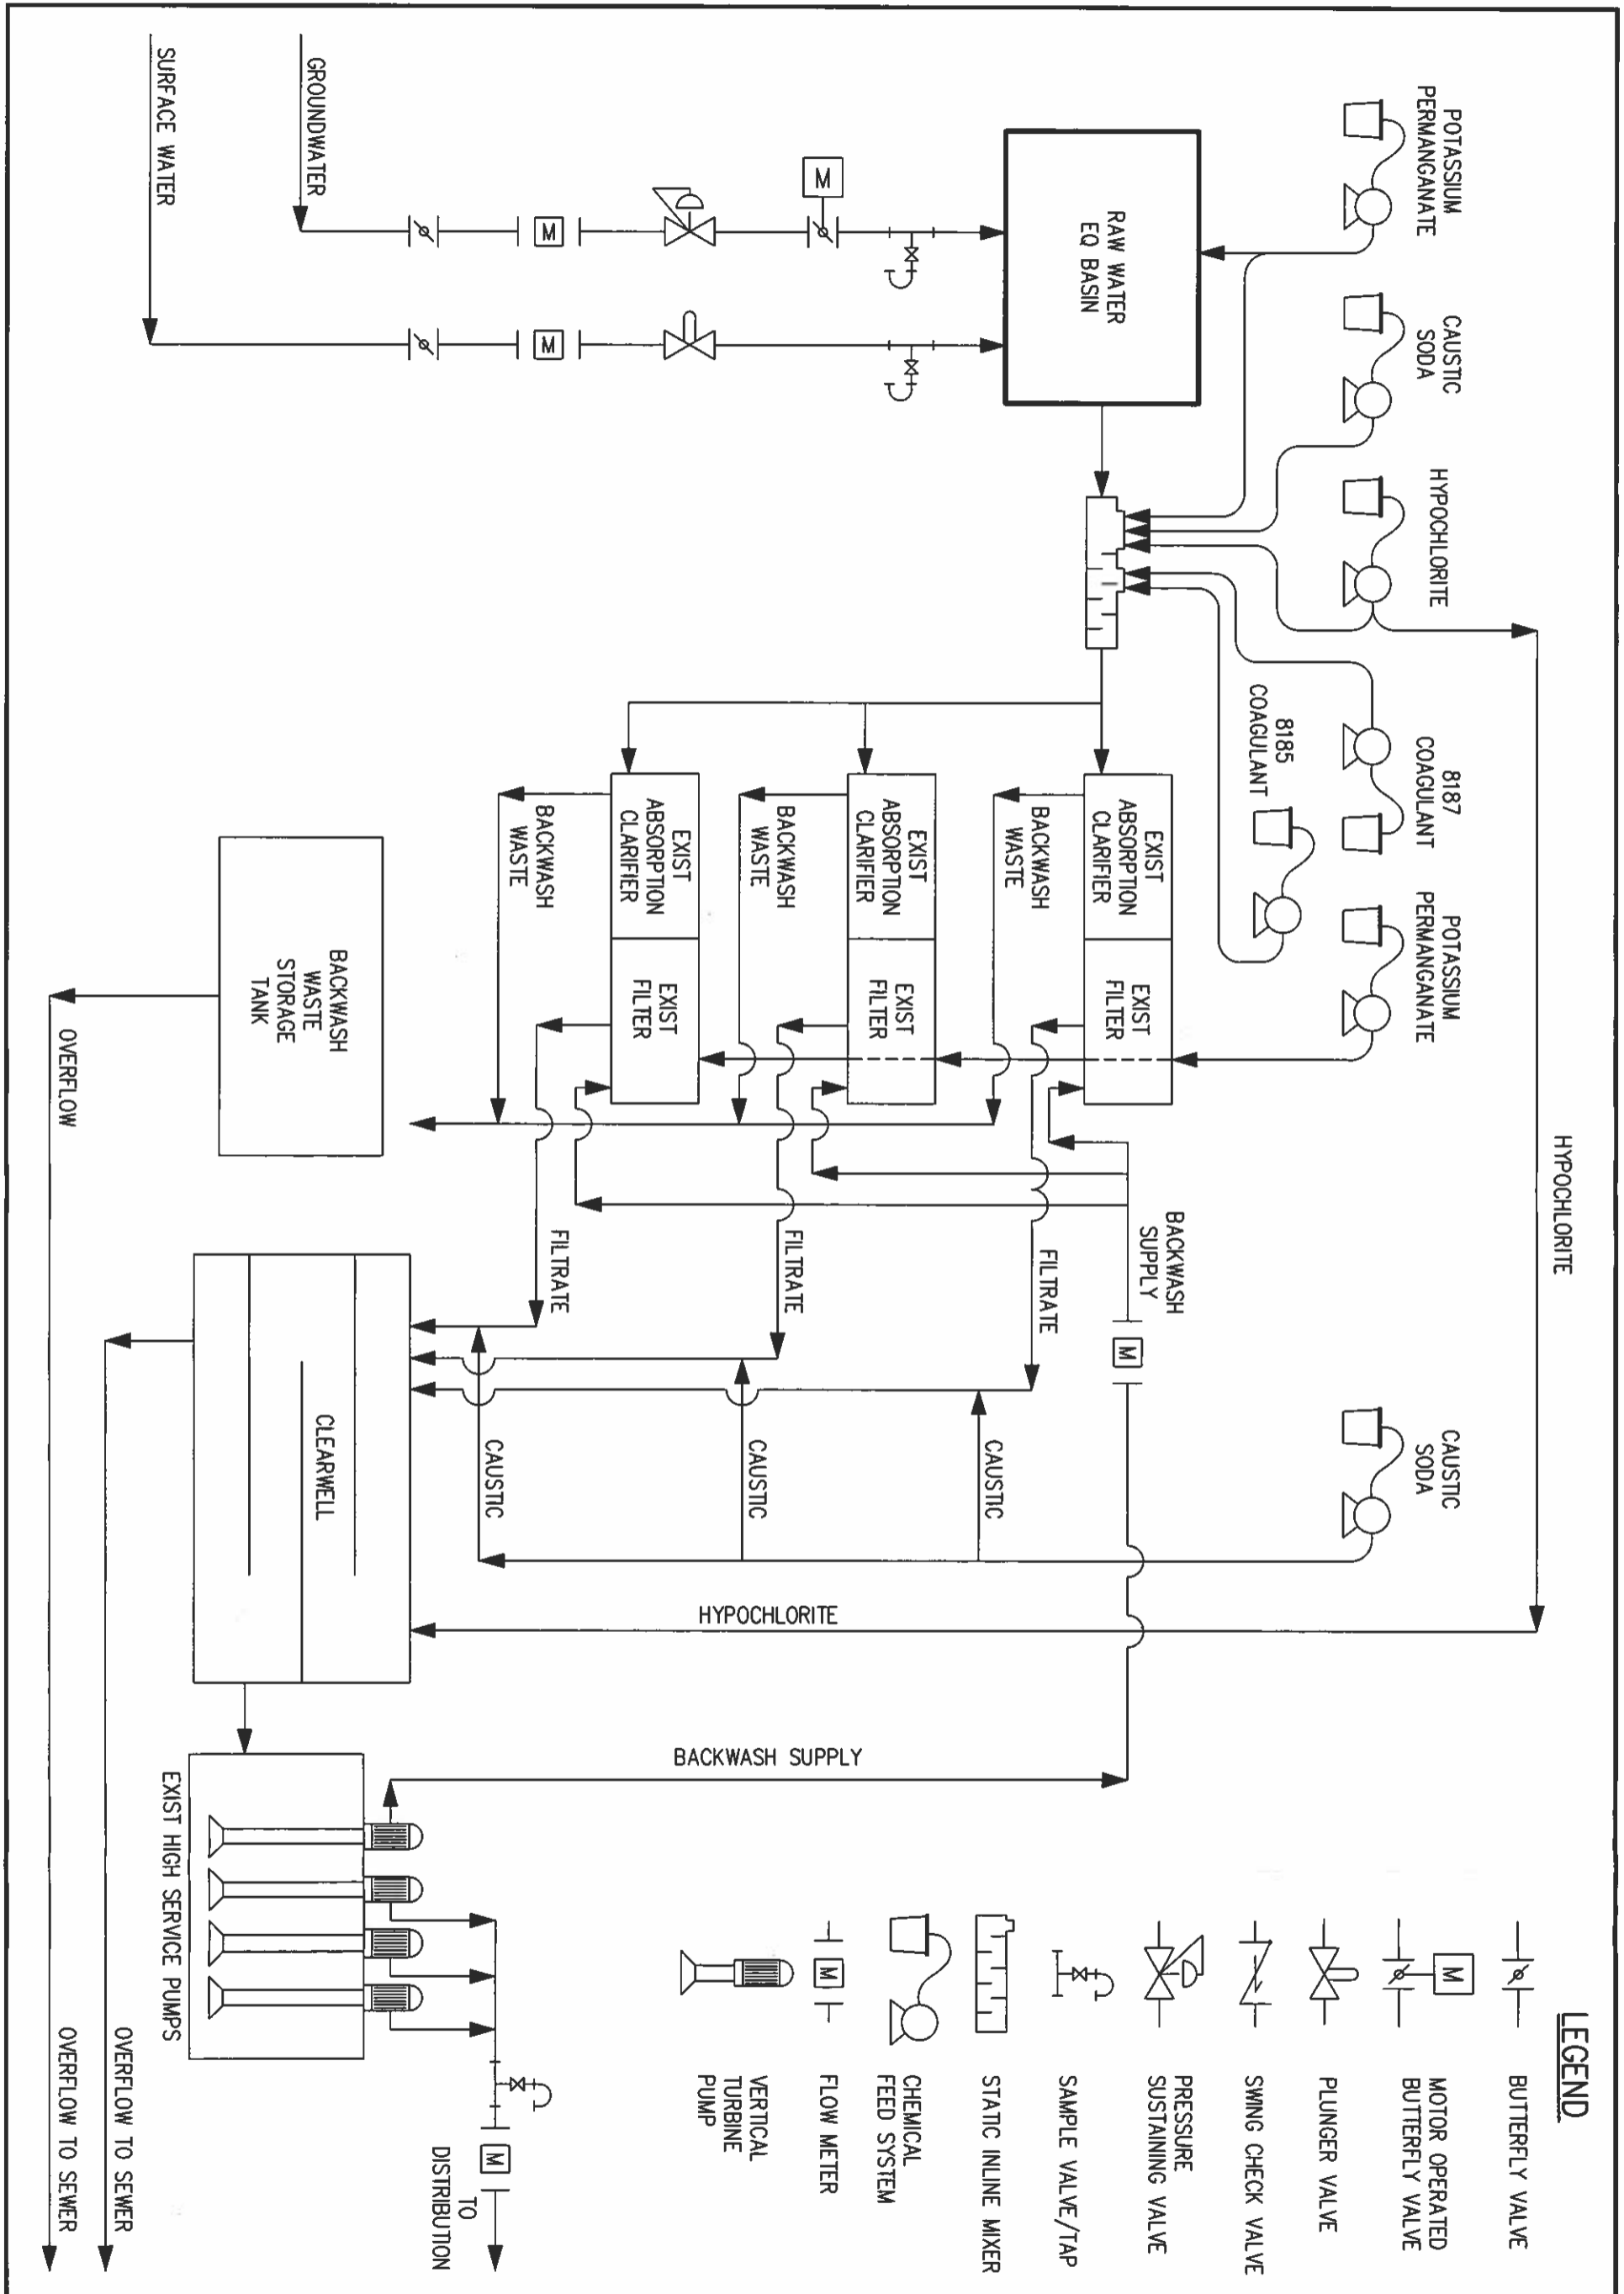 POTASSIUM
PERMANGANATE
CAUSTIC
SODA
HYPOCHLORITE
8187
COAGULANT
8185
COAGULANT
POTASSIUM
PERMANGANATE
HYPOCHLORITE
CAUSTIC
SODA
GROUNDWATER
SURFACE WATER
M
M
M
RAW WATER
EQ BASIN
EXIST
ABSORPTION
CLARIFIER
EXIST
FILTER
BACKWASH
WASTE
EXIST
ABSORPTION
CLARIFIER
EXIST
FILTER
BACKWASH
WASTE
EXIST
ABSORPTION
CLARIFIER
EXIST
FILTER
BACKWASH
WASTE
BACKWASH
SUPPLY
M
FILTRATE
FILTRATE
FILTRATE
CAUSTIC
CAUSTIC
CAUSTIC
HYPOCHLORITE
BACKWASH SUPPLY
BACKWASH
WASTE
STORAGE
TANK
OVERFLOW
CLEARWELL
EXIST HIGH SERVICE PUMPS
M
TO
DISTRIBUTION
OVERFLOW TO SEWER
OVERFLOW TO SEWER
LEGEND
BUTTERFLY VALVE
M
MOTOR OPERATED
BUTTERFLY VALVE
PLUNGER VALVE
SWING CHECK VALVE
PRESSURE
SUSTAINING VALVE
SAMPLE VALVE/TAP
STATIC INLINE MIXER
CHEMICAL
FEED SYSTEM
M
FLOW METER
VERTICAL
TURBINE
PUMP